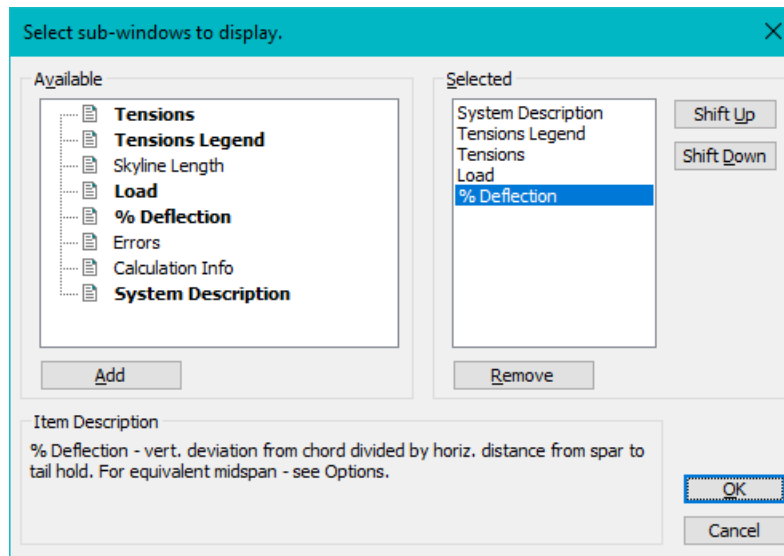 Select sub-windows to display.
Available
Tensions
Tensions Legend
Skyline Length
Load
% Deflection
Errors
Calculation Info
System Description
Add
Selected
System Description
Tensions Legend
Tensions
Load
% Deflection
Remove
Shift Up
Shift Down
Item Description
% Deflection - vert. deviation from chord divided by horiz. distance from spar to
tail hold. For equivalent midspan - see Options.
OK
Cancel